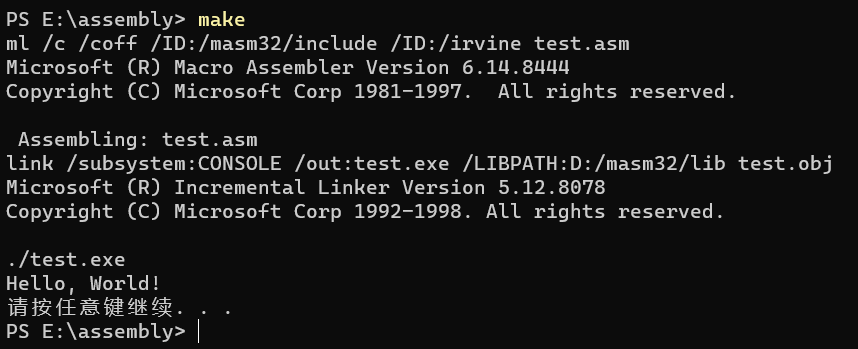 PS E:\assembly> make
ml /c /coff /ID:/masm32/include /ID:/irvine test.asm
Microsoft (R) Macro Assembler Version 6.14.8444
Copyright (C) Microsoft Corp 1981-1997.  All rights reserved.
 Assembling: test.asm
link /subsystem:CONSOLE /out:test.exe /LIBPATH:D:/masm32/lib test.obj
Microsoft (R) Incremental Linker Version 5.12.8078
Copyright (C) Microsoft Corp 1992-1998. All rights reserved.
./test.exe
Hello, World!
请按任意键继续. . .
PS E:\assembly>